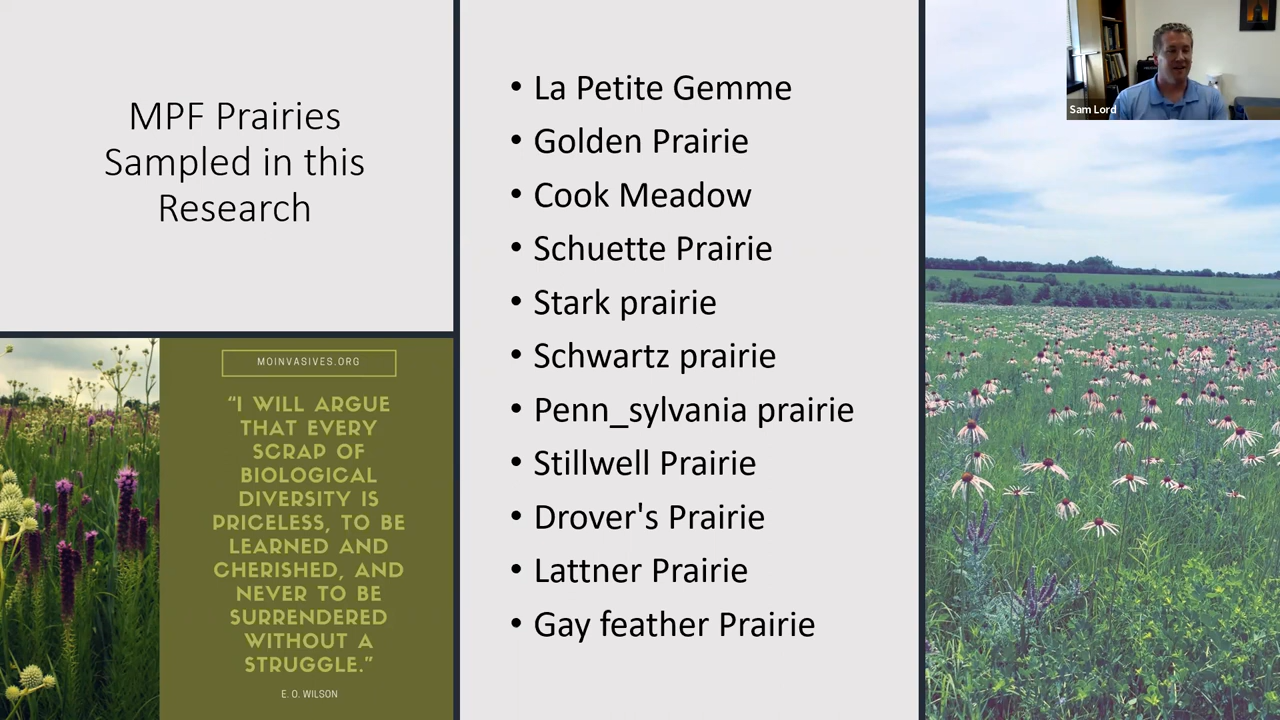 MPF Prairies
Sampled in this
Research
MOINVASIVES.ORG
“I WILL ARGUE
THAT EVERY
SCRAP OF
BIOLOGICAL
DIVERSITY IS
PRICELESS, TO BE
LEARNED AND
CHERISHED, AND
NEVER TO BE
SURRENDERED
WITHOUT A
STRUGGLE.”
E. O. WILSON
• La Petite Gemme
• Golden Prairie
• Cook Meadow
• Schuette Prairie
• Stark prairie
• Schwartz prairie
• Penn_sylvania prairie
• Stillwell Prairie
• Drover's Prairie
• Lattner Prairie
• Gay feather Prairie
Sam Lord